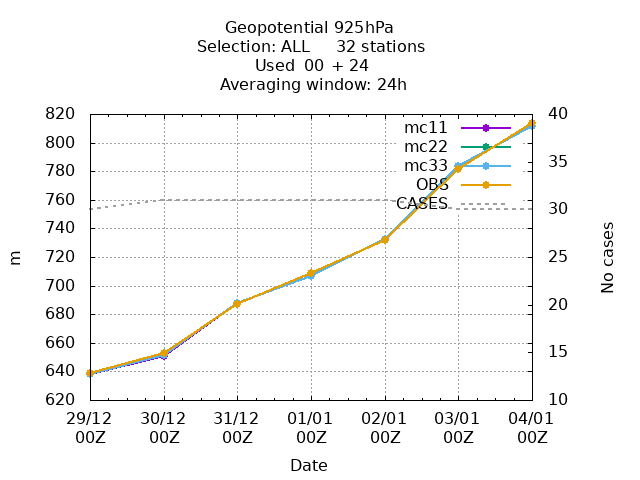 Geopotential 925hPa
Selection: ALL 32 stations
Used 00 + 24
Averaging window: 24h
820 40
mc11
mc22
mc33
OBS
CASES
800
780 35
760 30
740
720 25
700
680 20
660 15
640
620 10
m
No cases
29/12 30/12 31/12 01/01 02/01 03/01 04/01
00Z 00Z 00Z 00Z 00Z 00Z 00Z
Date